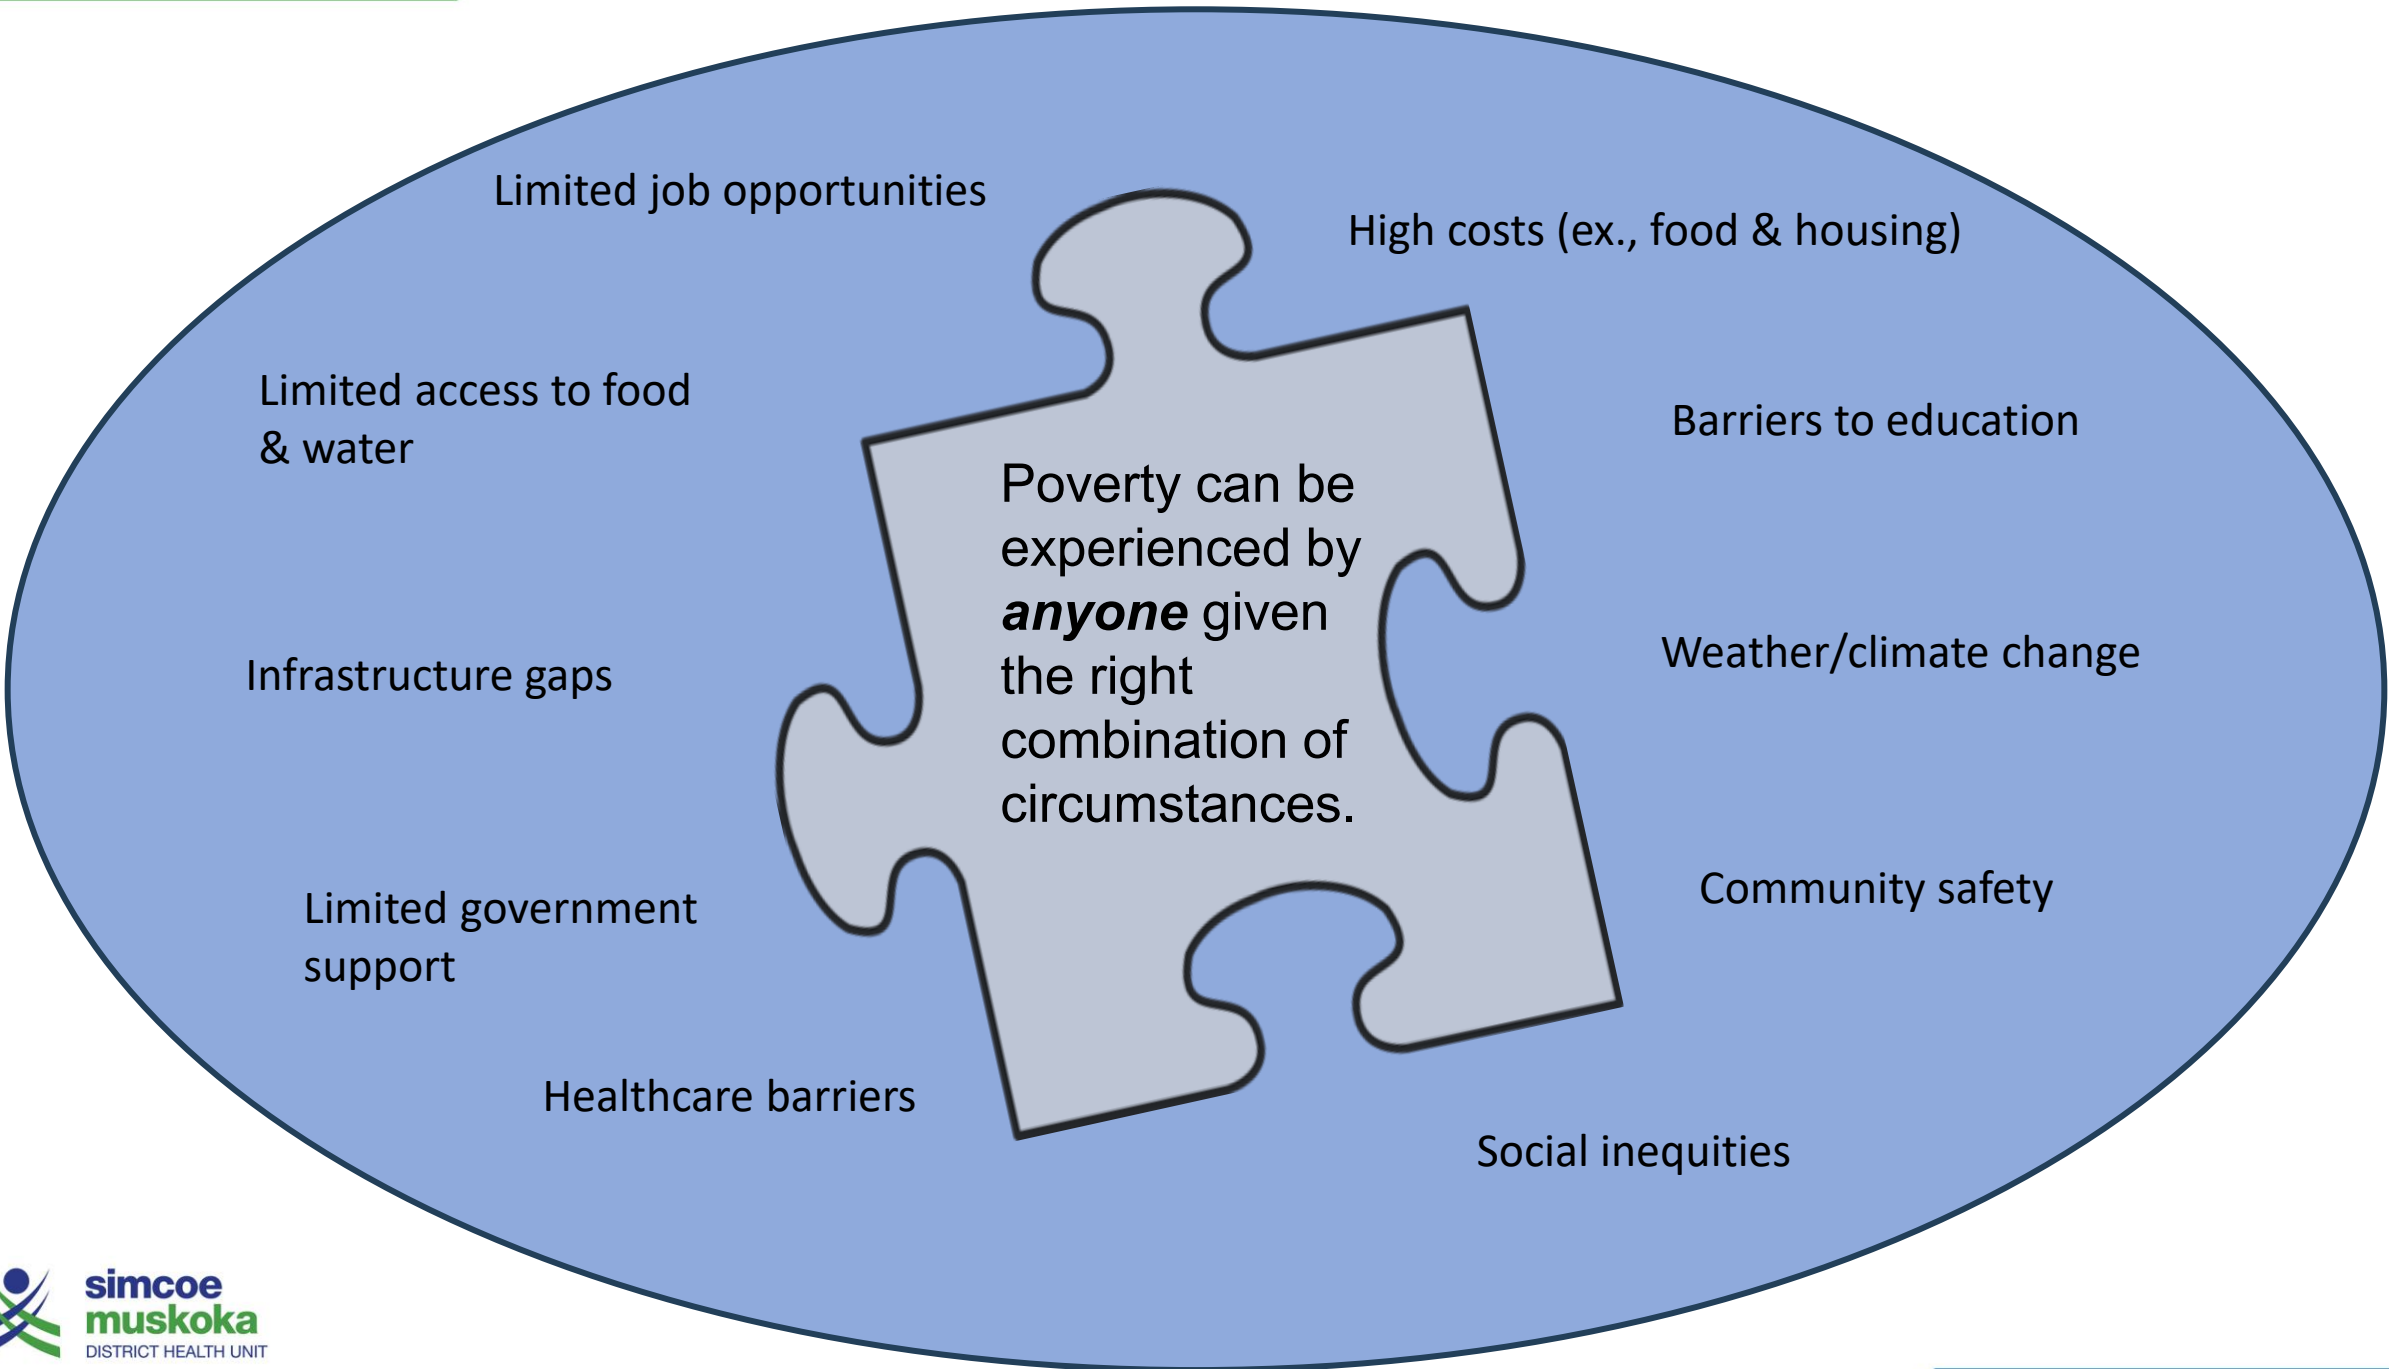 Limited job opportunities
High costs (ex., food & housing)
Limited access to food
& water
Barriers to education
Poverty can be
experienced by
anyone given
the right
combination of
circumstances.
Infrastructure gaps
Weather/climate change
Limited government
support
Community safety
Healthcare barriers
Social inequities
simcoe
muskoka
DISTRICT HEALTH UNIT